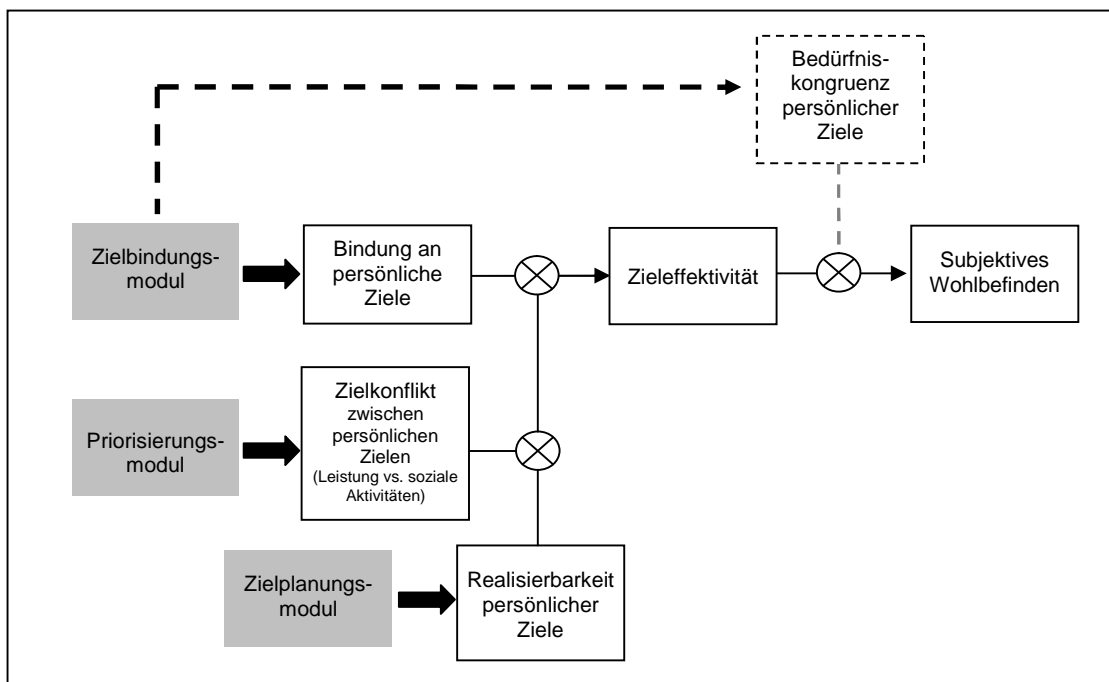 Bedürfnis-
kongruenz
persönlicher
Ziele
Zielbindungs-
modul
Bindung an
persönliche
Ziele
Zieleffektivität
Subjektives
Wohlbefinden
Priorisierungs-
modul
Zielkonflikt
zwischen
persönlichen
Zielen
(Leistung vs. soziale
Aktivitäten)
Zielplanungs-
modul
Realisierbarkeit
persönlicher
Ziele